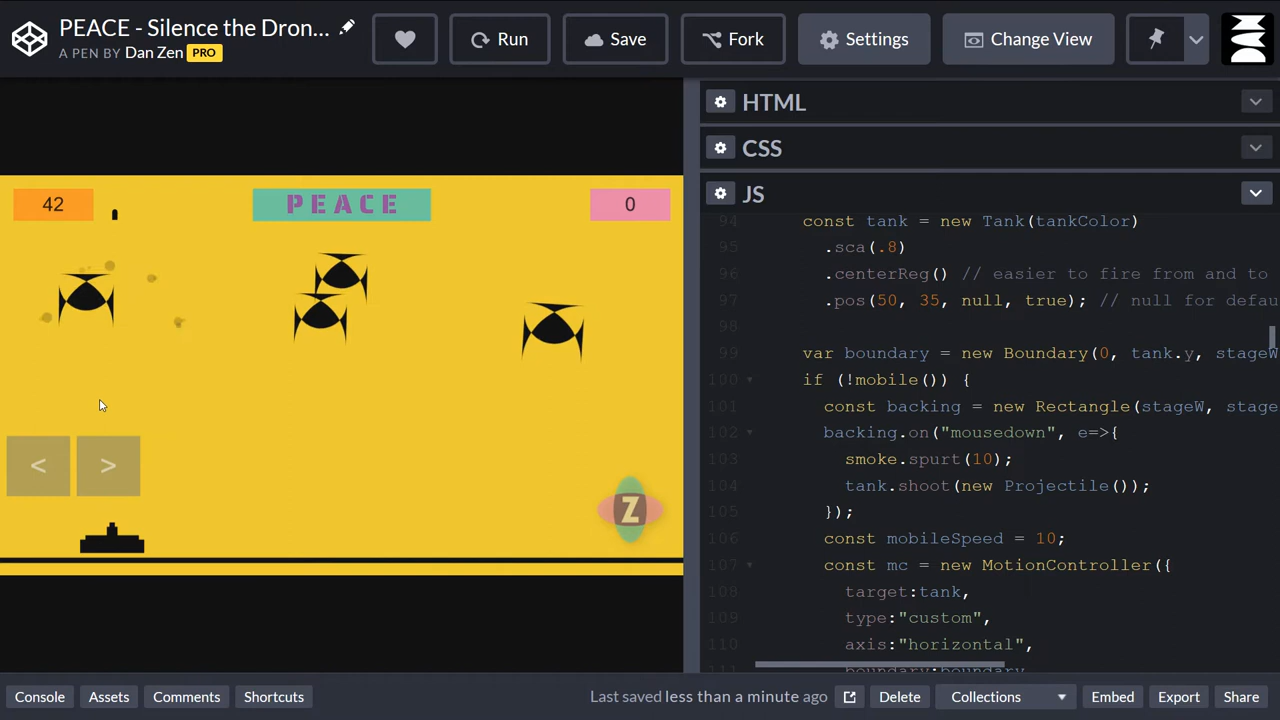 PEACE - Silence the Dron...
A PEN BY Dan Zen PRO
Run
Save
Fork
Settings
Change View
42
PEACE
0
<
>
Z
HTML
CSS
JS
94 const tank = new Tank(tankColor)
95 .sca(.8)
96 .centerReg() // easier to fire from and to
97 .pos(50, 35, null, true); // null for defau
98
99 var boundary = new Boundary(0, tank.y, stageW
100 if (!mobile()) {
101 const backing = new Rectangle(stageW, stage
102 backing.on("mousedown", e=>{
103 smoke.spurt(10);
104 tank.shoot(new Projectile());
105 });
106 const mobileSpeed = 10;
107 const mc = new MotionController({
108 target:tank,
109 type:"custom",
110 axis:"horizontal",
111 boundary:boundary
Console
Assets
Comments
Shortcuts
Last saved less than a minute ago
Delete
Collections
Embed
Export
Share